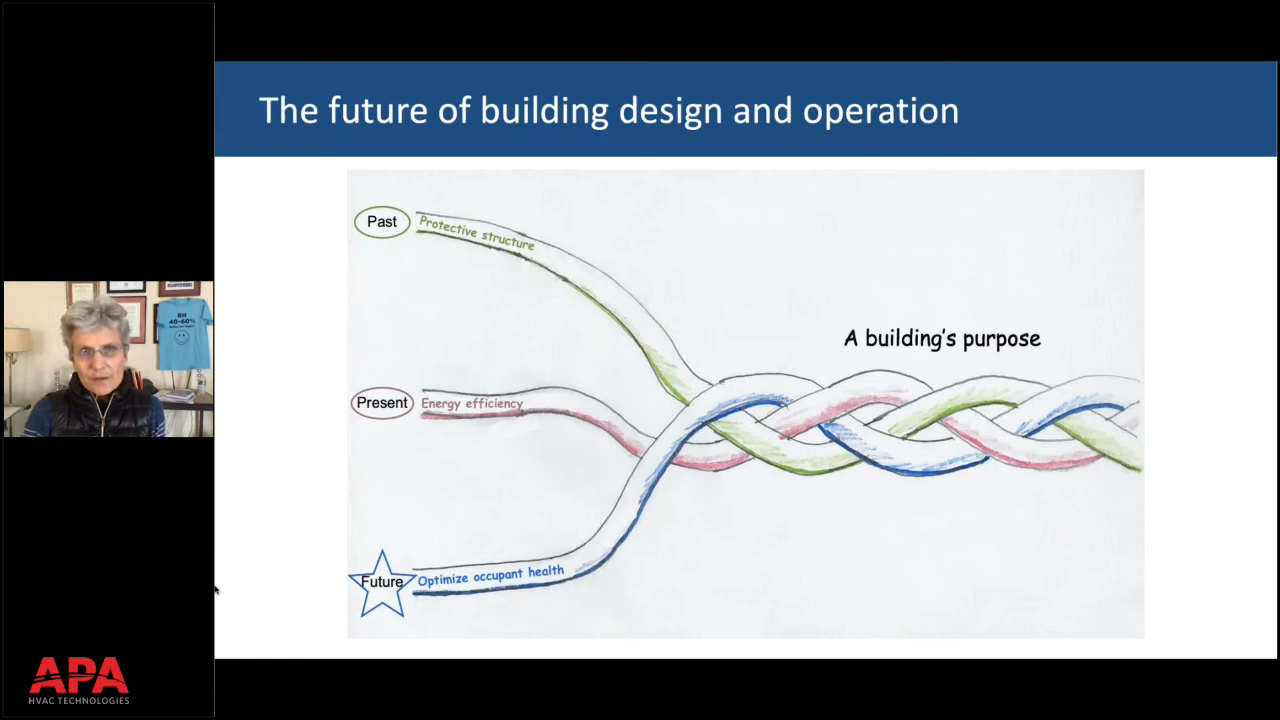 The future of building design and operation
Past
Protective structure
A building's purpose
Present
Energy efficiency
Future
Optimize occupant health
RH
40-60%
APA
HVAC TECHNOLOGIES